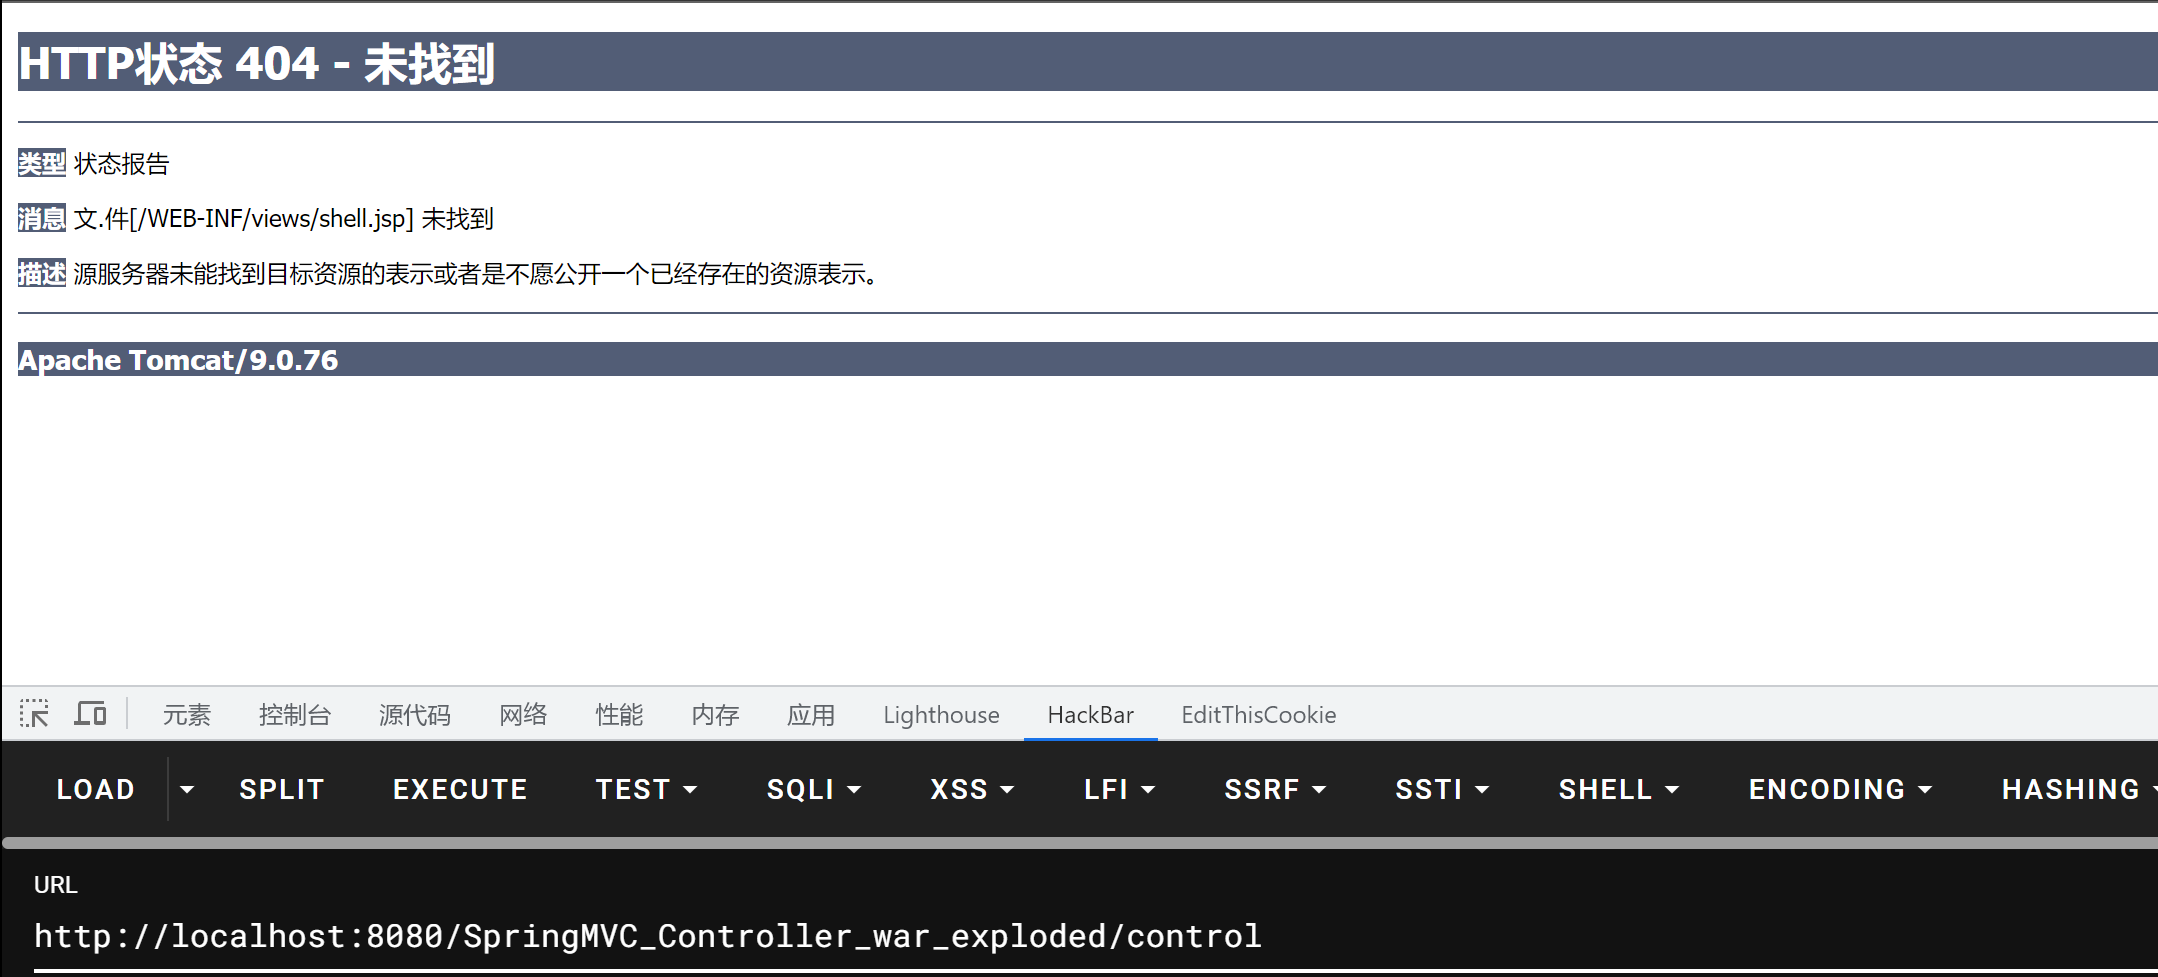 HTTP状态 404 - 未找到
类型 状态报告
消息 文.件[/WEB-INF/views/shell.jsp] 未找到
描述 源服务器未能找到目标资源的表示或者是不愿公开一个已经存在的资源表示。
Apache Tomcat/9.0.76
元素 控制台 源代码 网络 性能 内存 应用 Lighthouse HackBar EditThisCookie
LOAD SPLIT EXECUTE TEST SQLI XSS LFI SSRF SSTI SHELL ENCODING HASHING
URL
http://localhost:8080/SpringMVC_Controller_war_exploded/control